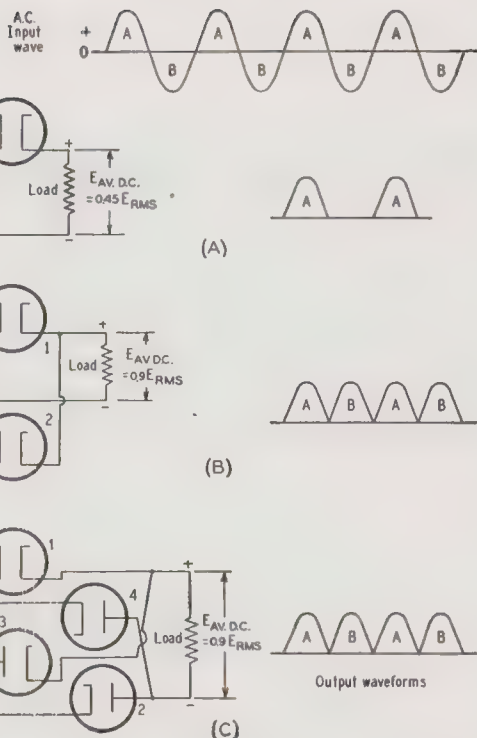 A.C.
Input
wave
+
0
A A A A
B B B B
+
Load
E AV. D.C.
= 0.45 E RMS
-
A A
(A)
1
+
Load
E AV D.C.
= 0.9 E RMS
-
2
A B A B
(B)
1
+
4
3
Load
E AV. D.C.
= 0.9 E RMS
A B A B
2
-
Output waveforms
(C)